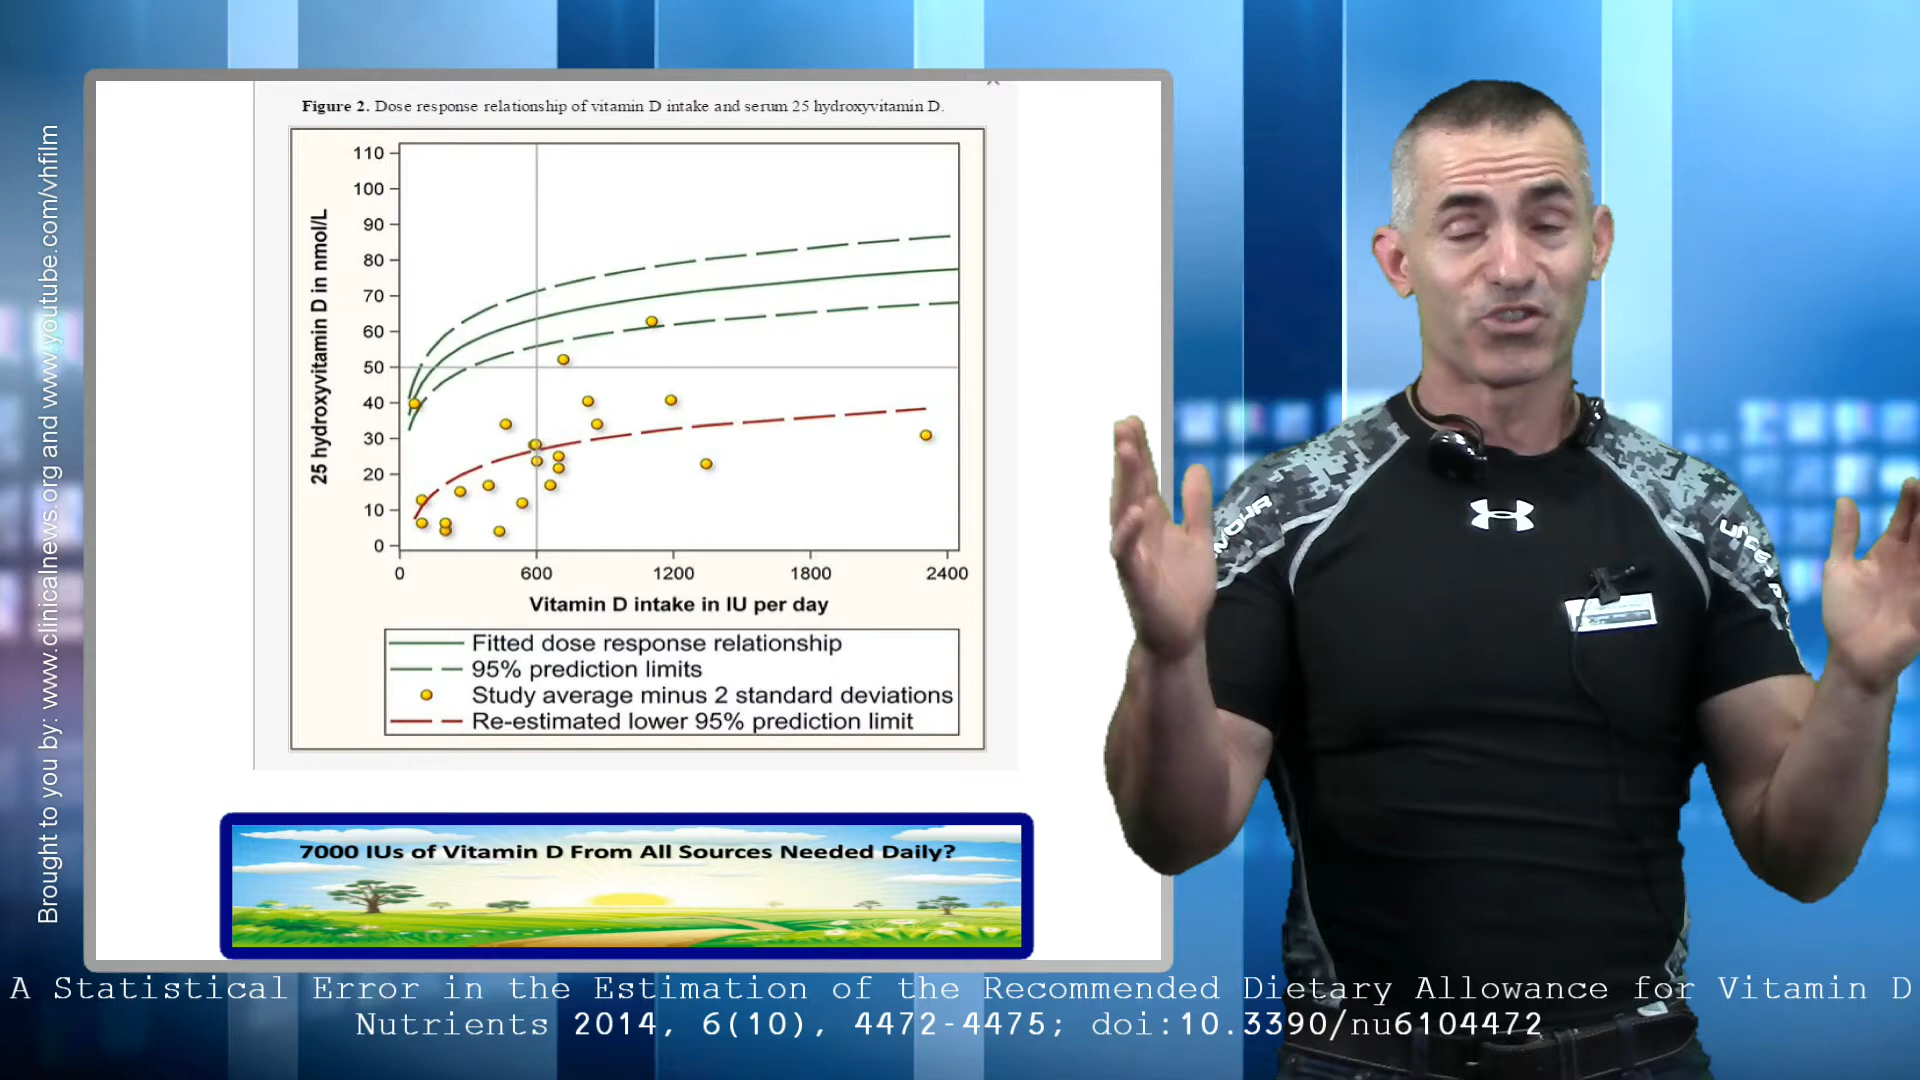 Brought to you by: www.clinicalnews.org and www.youtube.com/vhfilm
Figure 2. Dose response relationship of vitamin D intake and serum 25 hydroxyvitamin D.
25 hydroxyvitamin D in nmol/L
110
100
90
80
70
60
50
40
30
20
10
0
0 600 1200 1800 2400
Vitamin D intake in IU per day
Fitted dose response relationship
95% prediction limits
Study average minus 2 standard deviations
Re-estimated lower 95% prediction limit
7000 IUs of Vitamin D From All Sources Needed Daily?
A Statistical Error in the Estimation of the Recommended Dietary Allowance for Vitamin D
Nutrients 2014, 6(10), 4472-4475; doi:10.3390/nu6104472